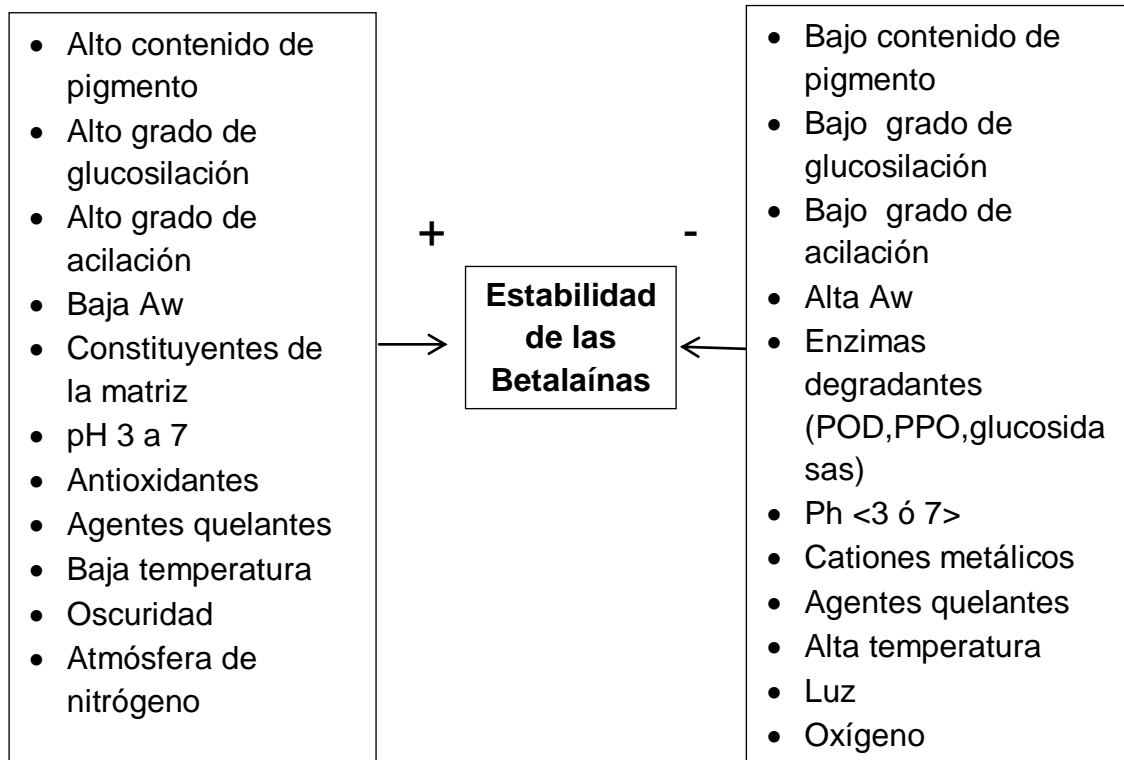 • Alto contenido de
pigmento
• Alto grado de
glucosilación
• Alto grado de
acilación
• Baja Aw
• Constituyentes de
la matriz
• pH 3 a 7
• Antioxidantes
• Agentes quelantes
• Baja temperatura
• Oscuridad
• Atmósfera de
nitrógeno
+
-
Estabilidad
de las
Betalaínas
• Bajo contenido de
pigmento
• Bajo grado de
glucosilación
• Bajo grado de
acilación
• Alta Aw
• Enzimas
degradantes
(POD,PPO,glucosida
sas)
• Ph <3 ó 7>
• Cationes metálicos
• Agentes quelantes
• Alta temperatura
• Luz
• Oxígeno